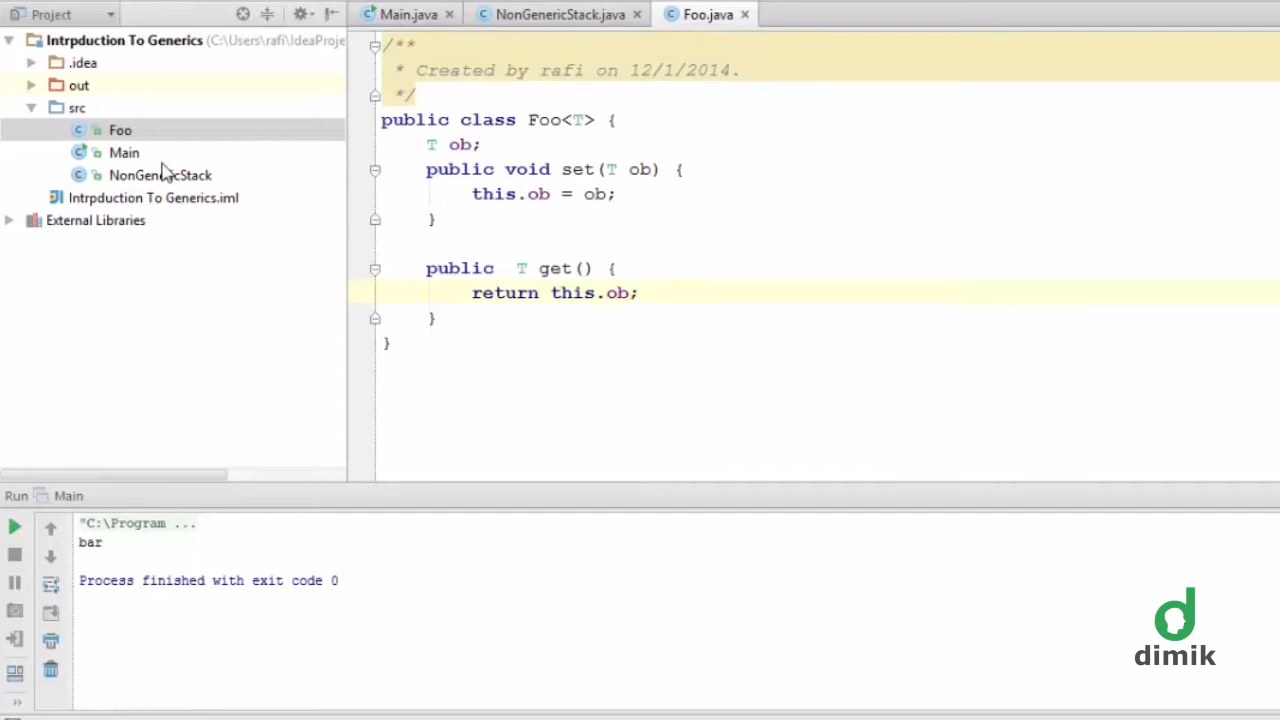 Project
Main.java
NonGenericStack.java
Foo.java
Intrpduction To Generics (C:\Users\rafi\IdeaProje
.idea
out
src
Foo
Main
NonGenericStack
Intrpduction To Generics.iml
External Libraries
/**
* Created by rafi on 12/1/2014.
*/
public class Foo<T> {
T ob;
public void set(T ob) {
this.ob = ob;
}
public  T get() {
return this.ob;
}
}
Run Main
"C:\Program ...
bar
Process finished with exit code 0
dimik